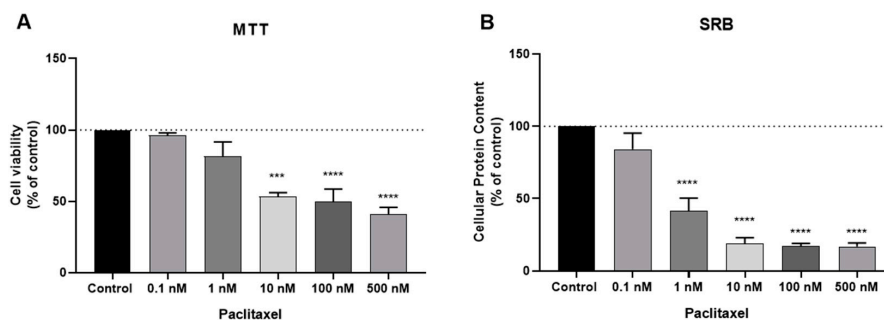 A
MTT
150
100
50
0
Cell viability
(% of control)
***
****
****
Control 0.1 nM 1 nM 10 nM 100 nM 500 nM
Paclitaxel
B
SRB
150
100
50
0
Cellular Protein Content
(% of control)
****
****
****
****
Control 0.1 nM 1 nM 10 nM 100 nM 500 nM
Paclitaxel